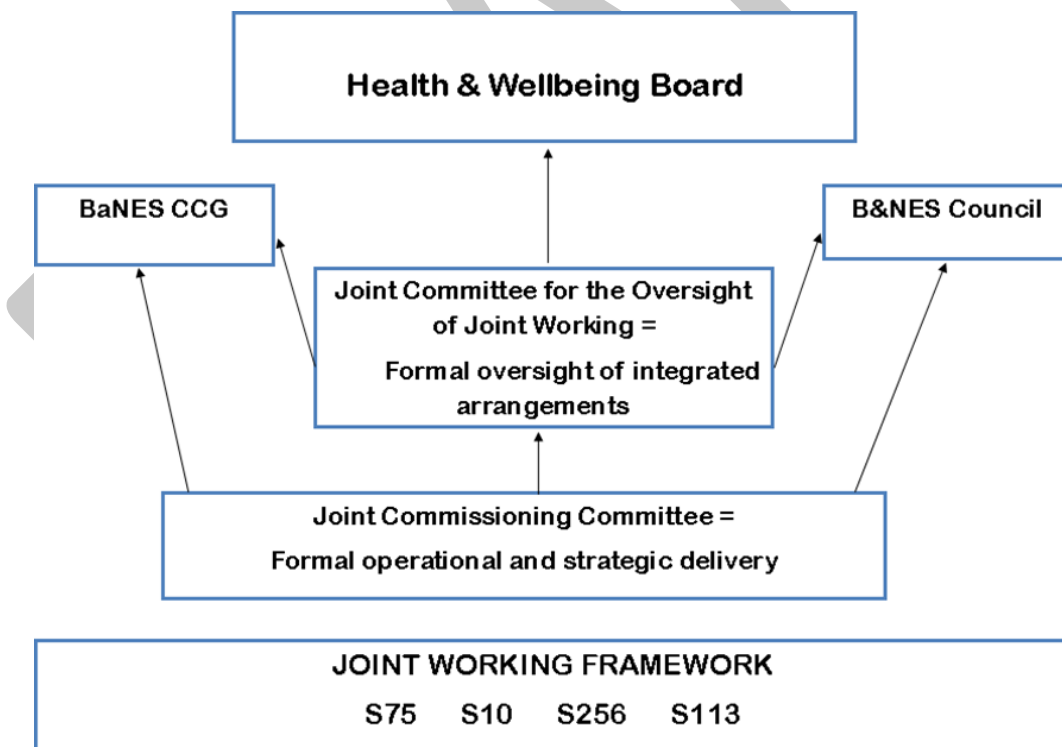 Health & Wellbeing Board
BaNES CCG
B&NES Council
Joint Committee for the Oversight
of Joint Working =
Formal oversight of integrated
arrangements
Joint Commissioning Committee =
Formal operational and strategic delivery
JOINT WORKING FRAMEWORK
S75 S10 S256 S113